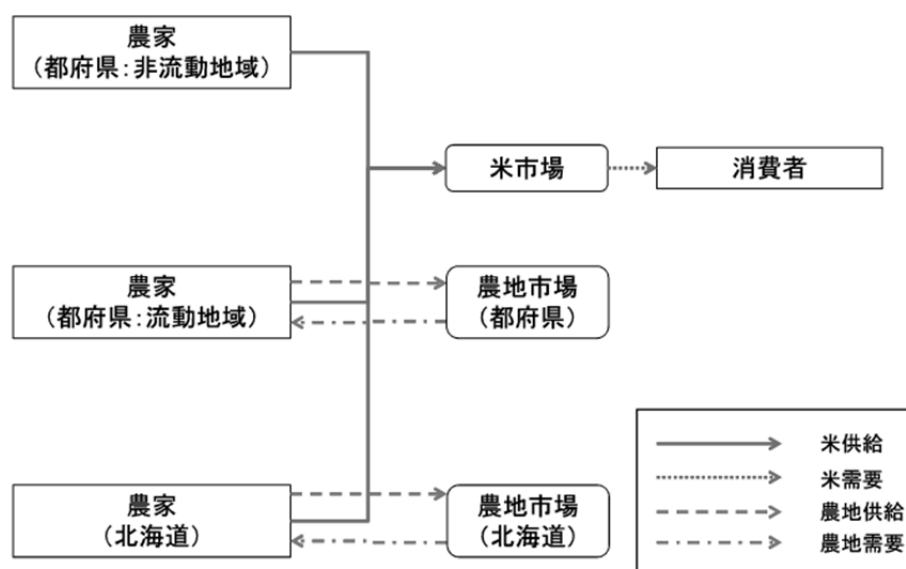 農家
（都府県：非流動地域）
米市場
消費者
農家
（都府県：流動地域）
農地市場
（都府県）
農家
（北海道）
農地市場
（北海道）
米供給
米需要
農地供給
農地需要